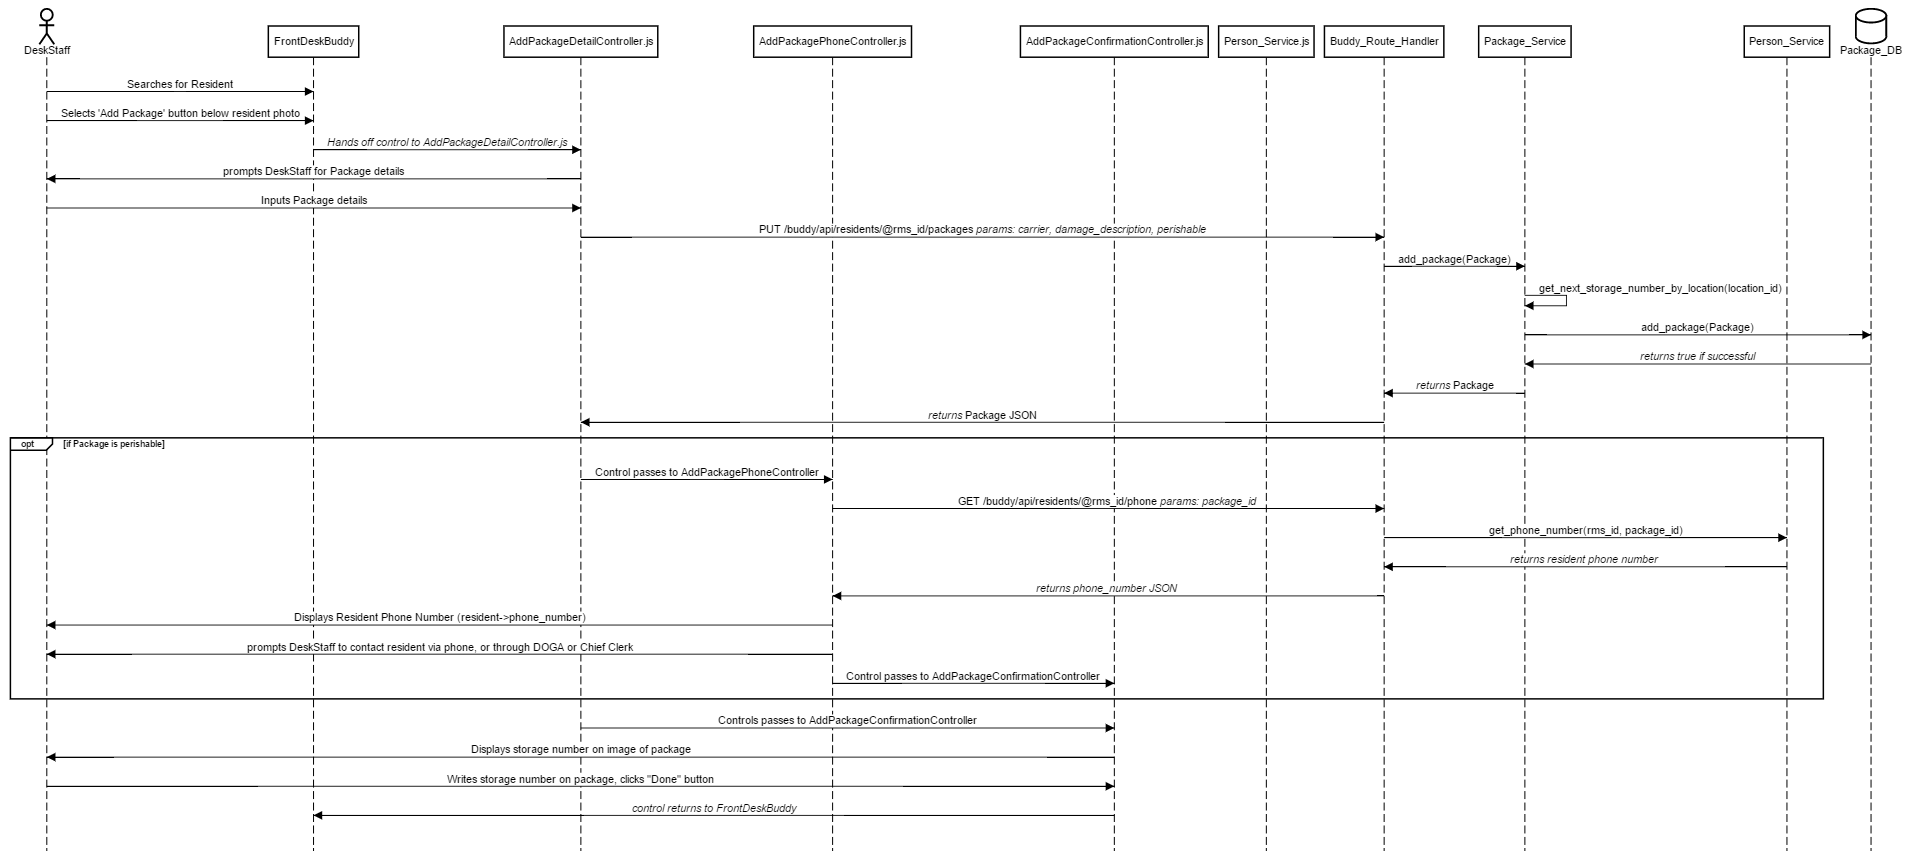 DeskStaff
FrontDeskBuddy
AddPackageDetailController.js
AddPackagePhoneController.js
AddPackageConfirmationController.js
Person_Service.js
Buddy_Route_Handler
Package_Service
Person_Service
Package_DB
Searches for Resident
Selects 'Add Package' button below resident photo
Hands off control to AddPackageDetailController.js
prompts DeskStaff for Package details
Inputs Package details
PUT /buddy/api/residents/@rms_id/packages params: carrier, damage_description, perishable
add_package(Package)
get_next_storage_number_by_location(location_id)
add_package(Package)
returns true if successful
returns Package
returns Package JSON
opt [if Package is perishable]
Control passes to AddPackagePhoneController
GET /buddy/api/residents/@rms_id/phone params: package_id
get_phone_number(rms_id, package_id)
returns resident phone number
returns phone_number JSON
Displays Resident Phone Number (resident->phone_number)
prompts DeskStaff to contact resident via phone, or through DOGA or Chief Clerk
Control passes to AddPackageConfirmationController
Controls passes to AddPackageConfirmationController
Displays storage number on image of package
Writes storage number on package, clicks "Done" button
control returns to FrontDeskBuddy